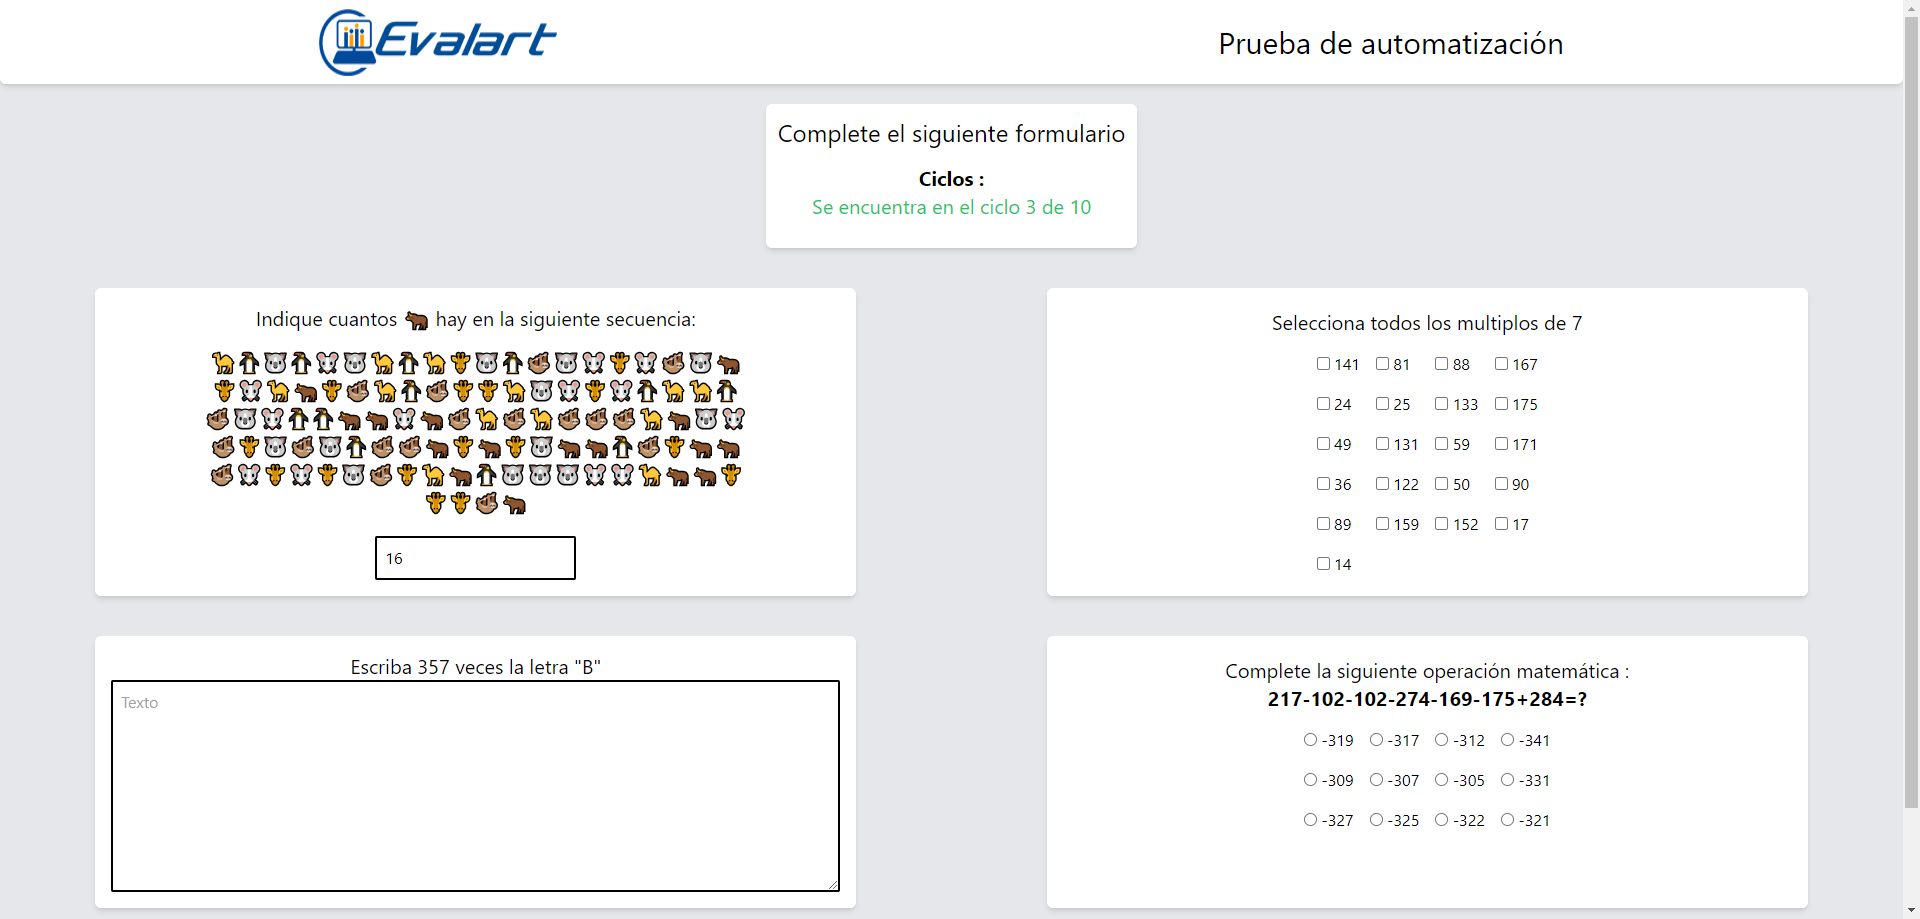 Evalart
Prueba de automatización
Complete el siguiente formulario
Ciclos :
Se encuentra en el ciclo 3 de 10
Indique cuantos 🐂 hay en la siguiente secuencia:
16
Selecciona todos los multiplos de 7
141 81 88 167
24 25 133 175
49 131 59 171
36 122 50 90
89 159 152 17
14
Escriba 357 veces la letra "B"
Texto
Complete la siguiente operación matemática :
217-102-102-274-169-175+284=?
-319 -317 -312 -341
-309 -307 -305 -331
-327 -325 -322 -321